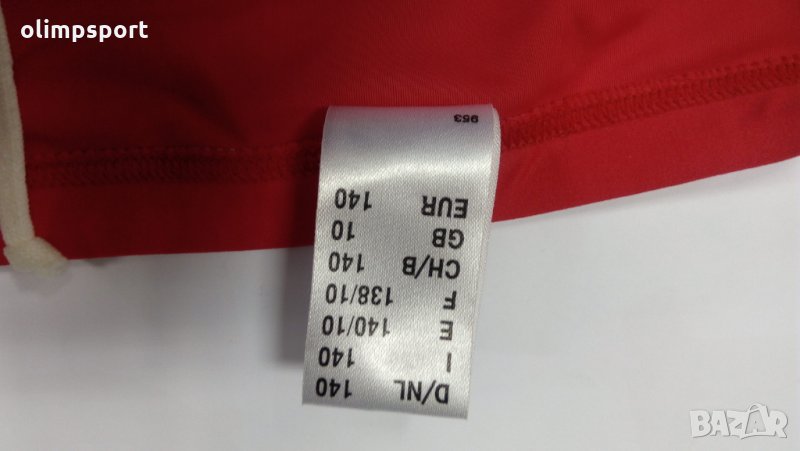 olimpsport
D/NL 140
I 140
E 140/10
F 138/10
CH/B 140
GB 10
EUR 140
953
BAZAR